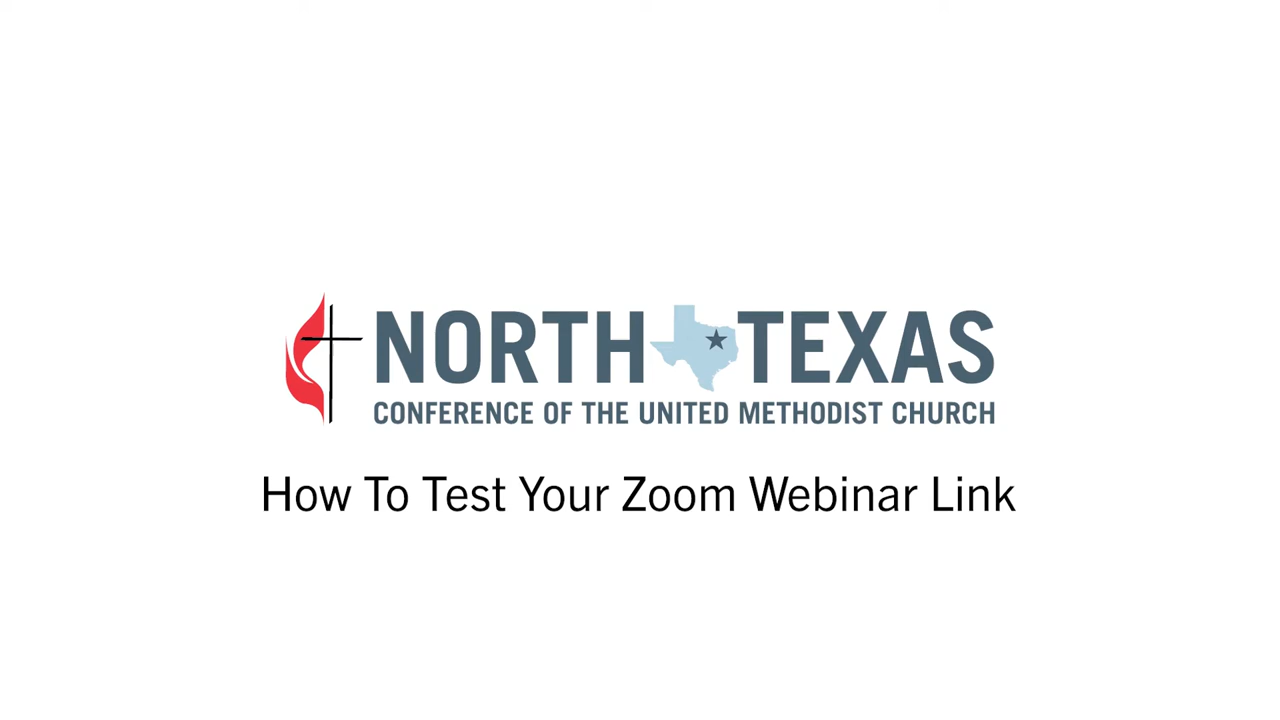 NORTH TEXAS
CONFERENCE OF THE UNITED METHODIST CHURCH
How To Test Your Zoom Webinar Link